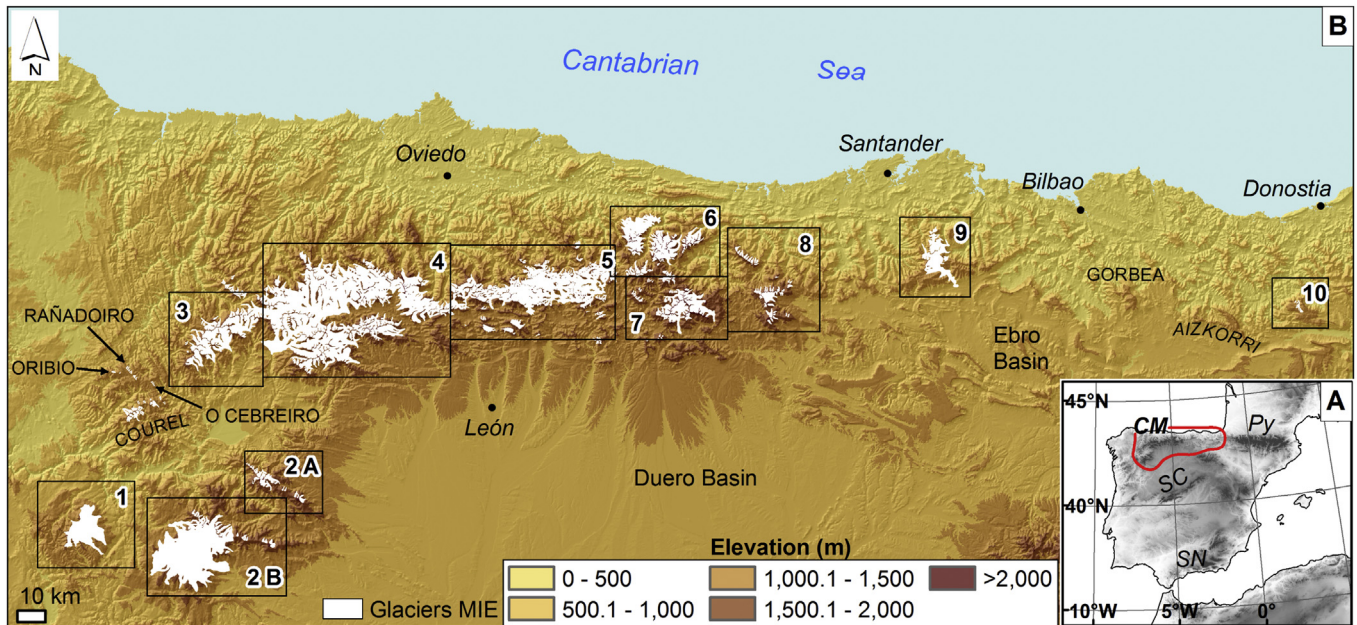 B
N
Cantabrian Sea
Oviedo
Santander
Bilbao
Donostia
6
8
9
4
5
GORBEA
10
3
7
RAÑADOIRO
AIZKORRI
ORIBIO
Ebro
Basin
O CEBREIRO
COUREL
León
A
45°N
CM
Py
2 A
Duero Basin
SC
1
40°N
2 B
Elevation (m)
SN
0 - 500
1,000.1 - 1,500
>2,000
10 km
Glaciers MIE
500.1 - 1,000
1,500.1 - 2,000
10°W
5°W
0°